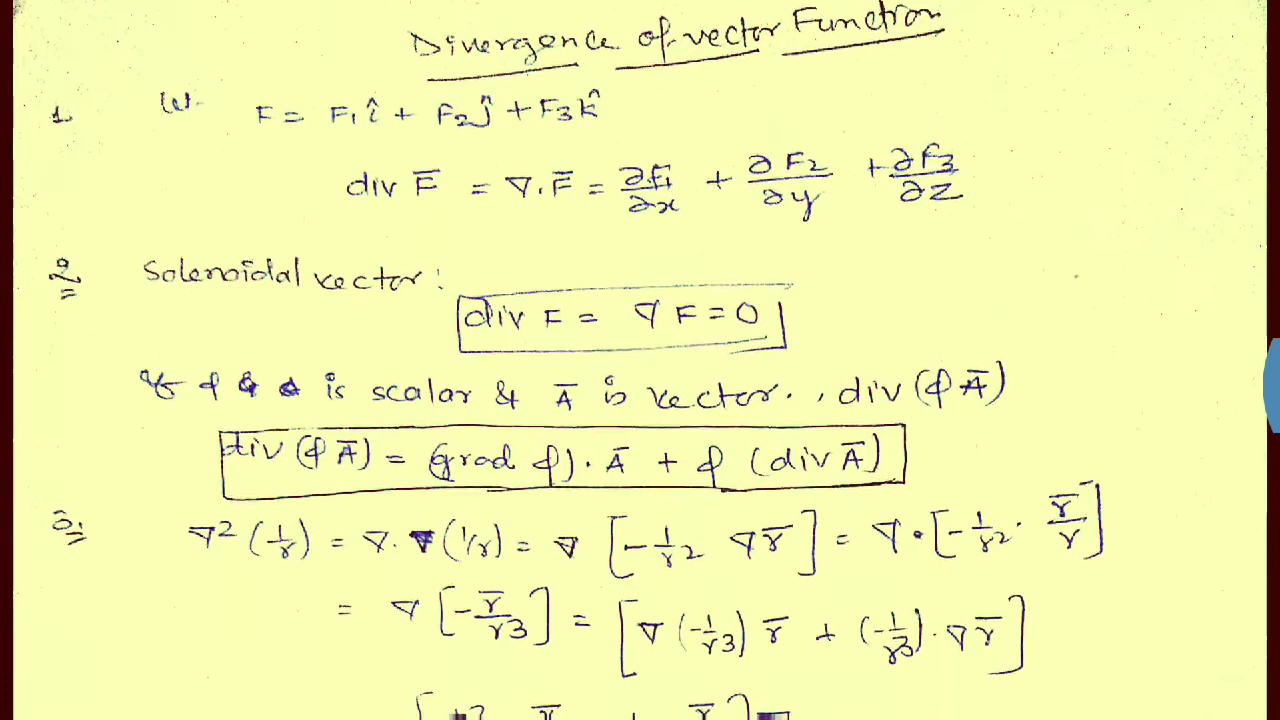 Divergence of vector Function
1. let F = F₁î + F₂ĵ + F₃k̂
div F̅ = ∇.F̅ = ∂F₁/∂x + ∂F₂/∂y + ∂F₃/∂z
2 Solenoidal vector:
div F = ∇ F = 0
If φ is scalar & A̅ is vector., div (φ A̅)
div (φ A̅) = (grad φ). A̅ + φ (div A̅)
3. ∇² (1/r) = ∇. ∇ (1/r) = ∇ [-1/r² ∇r̅] = ∇•[-1/r² . r̅/r]
= ∇ [-r̅/r3] = [∇ (-1/r3) r̅ + (-1/r3). ∇ r̅]